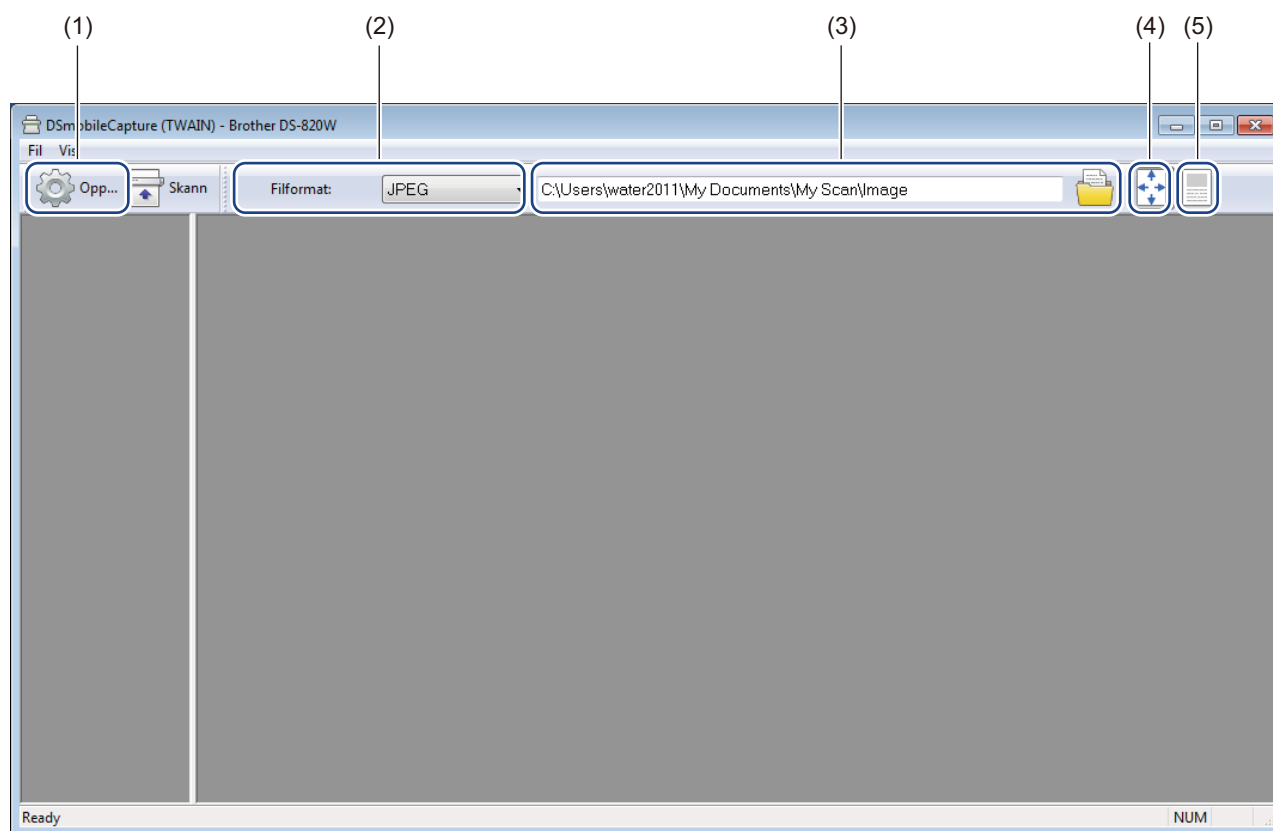 (1) (2) (3) (4) (5)
DSmobileCapture (TWAIN) - Brother DS-820W
Fil Vis
Opp... Skann Filformat: JPEG C:\Users\water2011\My Documents\My Scan\Image
Ready NUM